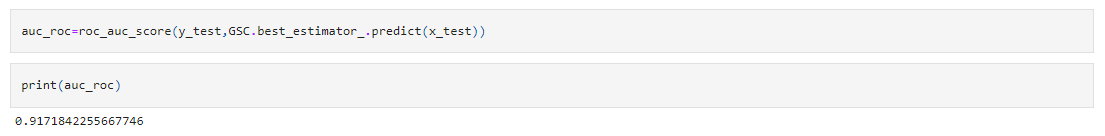 auc_roc=roc_auc_score(y_test,GSC.best_estimator_.predict(x_test))
print(auc_roc)
0.9171842255667746